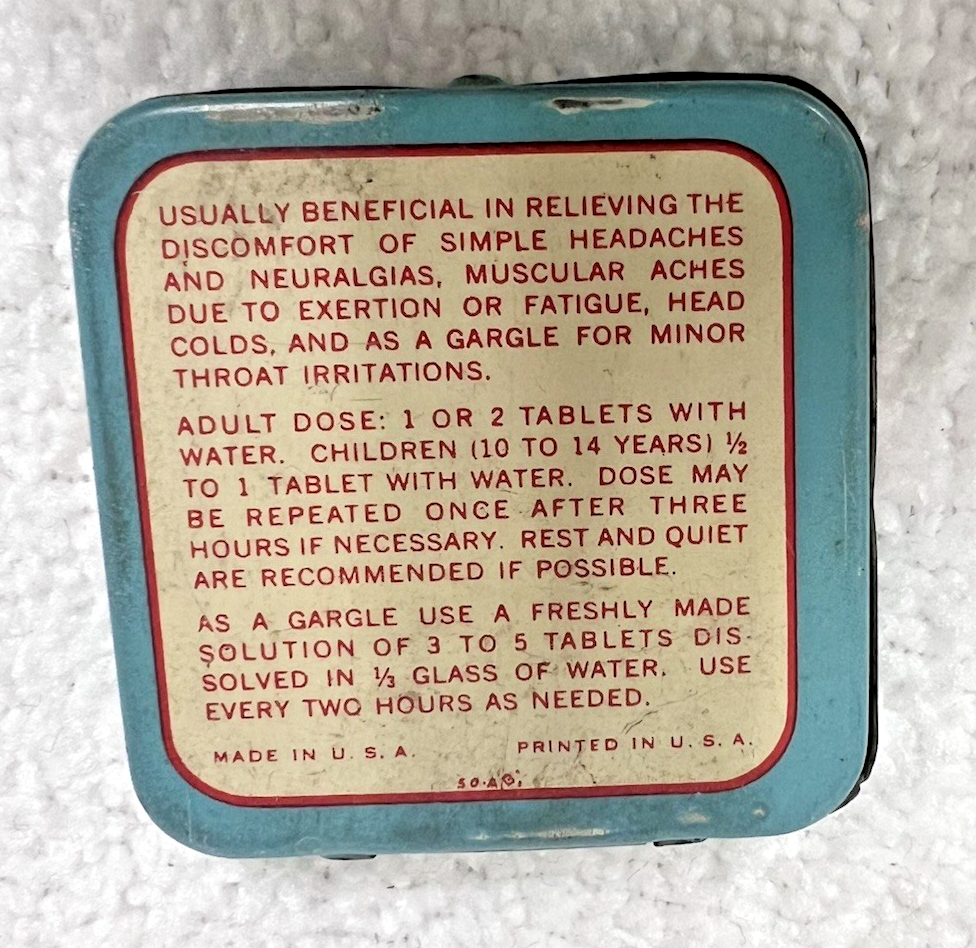 USUALLY BENEFICIAL IN RELIEVING THE
DISCOMFORT OF SIMPLE HEADACHES
AND NEURALGIAS, MUSCULAR ACHES
DUE TO EXERTION OR FATIGUE, HEAD
COLDS, AND AS A GARGLE FOR MINOR
THROAT IRRITATIONS.
ADULT DOSE: 1 OR 2 TABLETS WITH
WATER. CHILDREN (10 TO 14 YEARS) ½
TO 1 TABLET WITH WATER. DOSE MAY
BE REPEATED ONCE AFTER THREE
HOURS IF NECESSARY. REST AND QUIET
ARE RECOMMENDED IF POSSIBLE.
AS A GARGLE USE A FRESHLY MADE
SOLUTION OF 3 TO 5 TABLETS DIS-
SOLVED IN ⅓ GLASS OF WATER. USE
EVERY TWO HOURS AS NEEDED.
MADE IN U. S. A. PRINTED IN U. S. A.